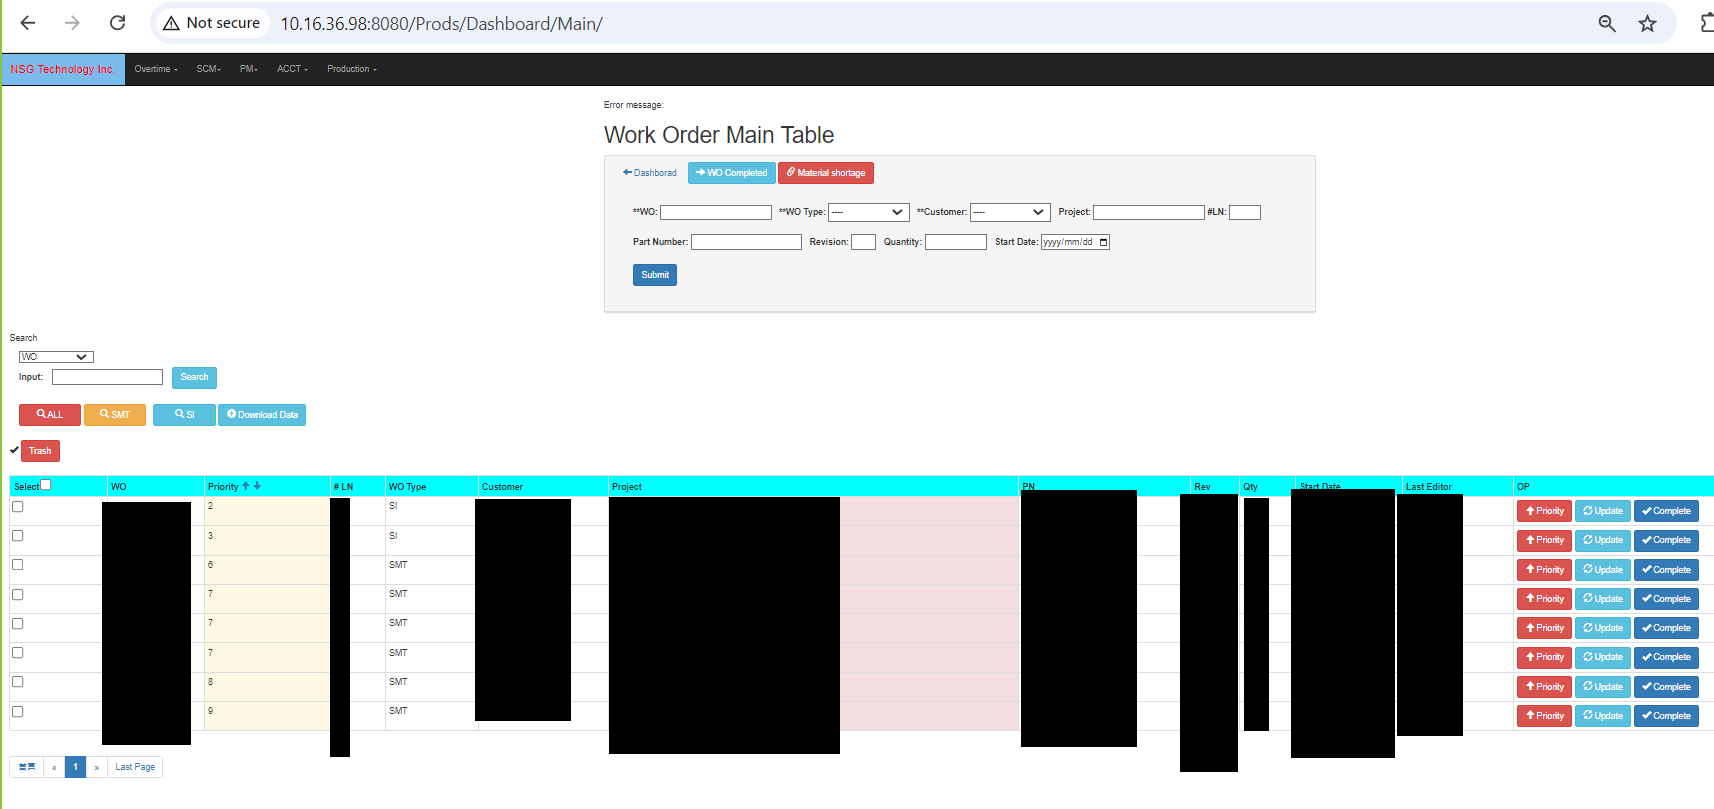 Not secure 10.16.36.98:8080/Prods/Dashboard/Main/
NSG Technology Inc. Overtime SCM PM ACCT Production
Error message:
Work Order Main Table
Dashborad WO Completed Material shortage
**WO: **WO Type: ---- **Customer: ---- Project: #LN:
Part Number: Revision: Quantity: Start Date: yyyy/mm/dd
Submit
Search
WO
Input: Search
ALL SMT SI Download Data
Trash
Select WO Priority # LN WO Type Customer Project PN Rev Qty Start Date Last Editor OP
2 SI Priority Update Complete
3 SI Priority Update Complete
6 SMT Priority Update Complete
7 SMT Priority Update Complete
7 SMT Priority Update Complete
7 SMT Priority Update Complete
8 SMT Priority Update Complete
9 SMT Priority Update Complete
首頁 « 1 » Last Page